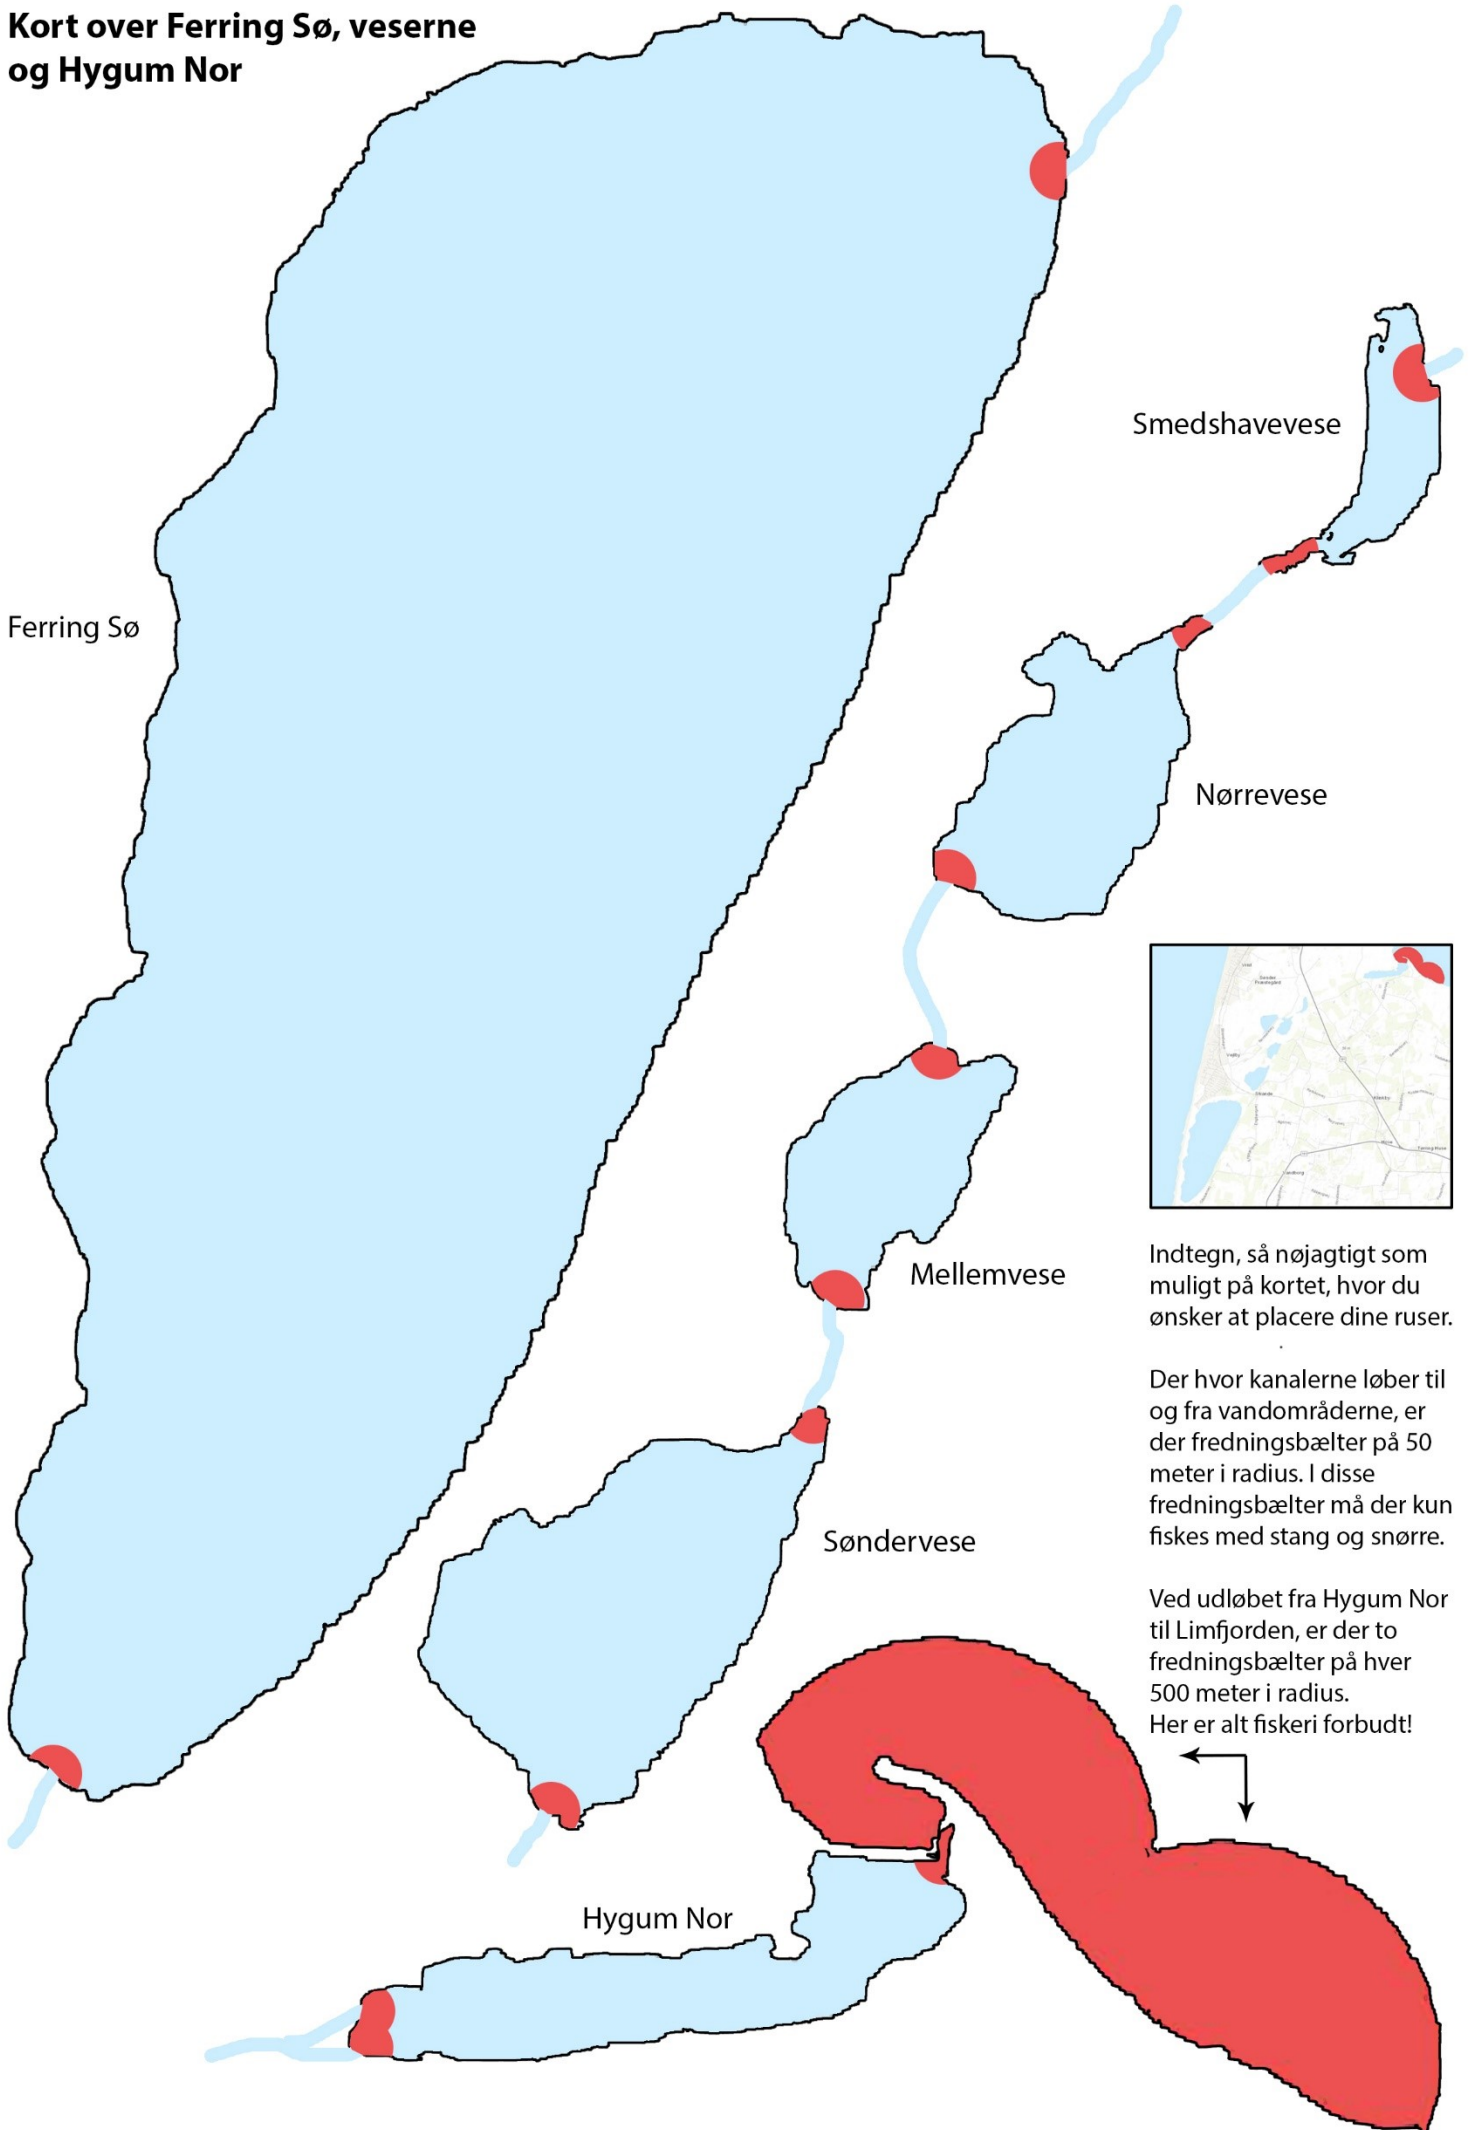 Kort over Ferring Sø, veserne
og Hygum Nor
Smedshavevese
Ferring Sø
Nørrevese
Mellemvese
Indtegn, så nøjagtigt som
muligt på kortet, hvor du
ønsker at placere dine ruser.
Der hvor kanalerne løber til
og fra vandområderne, er
der fredningsbælter på 50
meter i radius. I disse
fredningsbælter må der kun
fiskes med stang og snørre.
Søndervese
Ved udløbet fra Hygum Nor
til Limfjorden, er der to
fredningsbælter på hver
500 meter i radius.
Her er alt fiskeri forbudt!
Hygum Nor